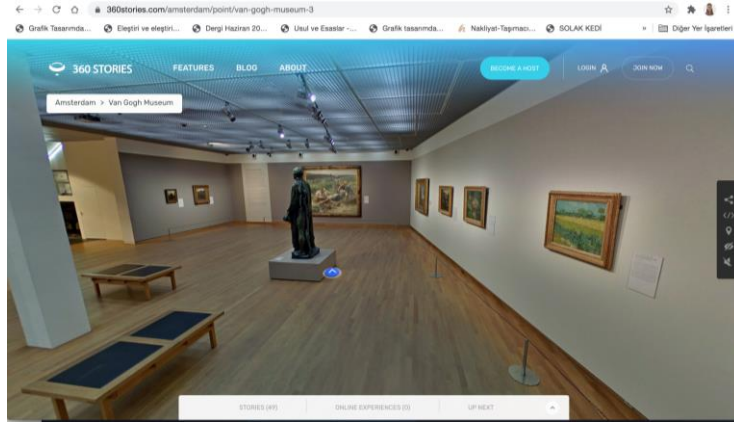 360stories.com/amsterdam/point/van-gogh-museum-3
Grafik Tasarımda... Eleştiri ve eleştiri... Dergi Haziran 20... Usul ve Esaslar -... Grafik tasarımda... Nakliyat-Taşımacı... SOLAK KEDİ » Diğer Yer İşaretleri
360 STORIES FEATURES BLOG ABOUT BECOME A HOST LOGIN JOIN NOW
Amsterdam > Van Gogh Museum
STORIES (49) ONLINE EXPERIENCES (0) UP NEXT